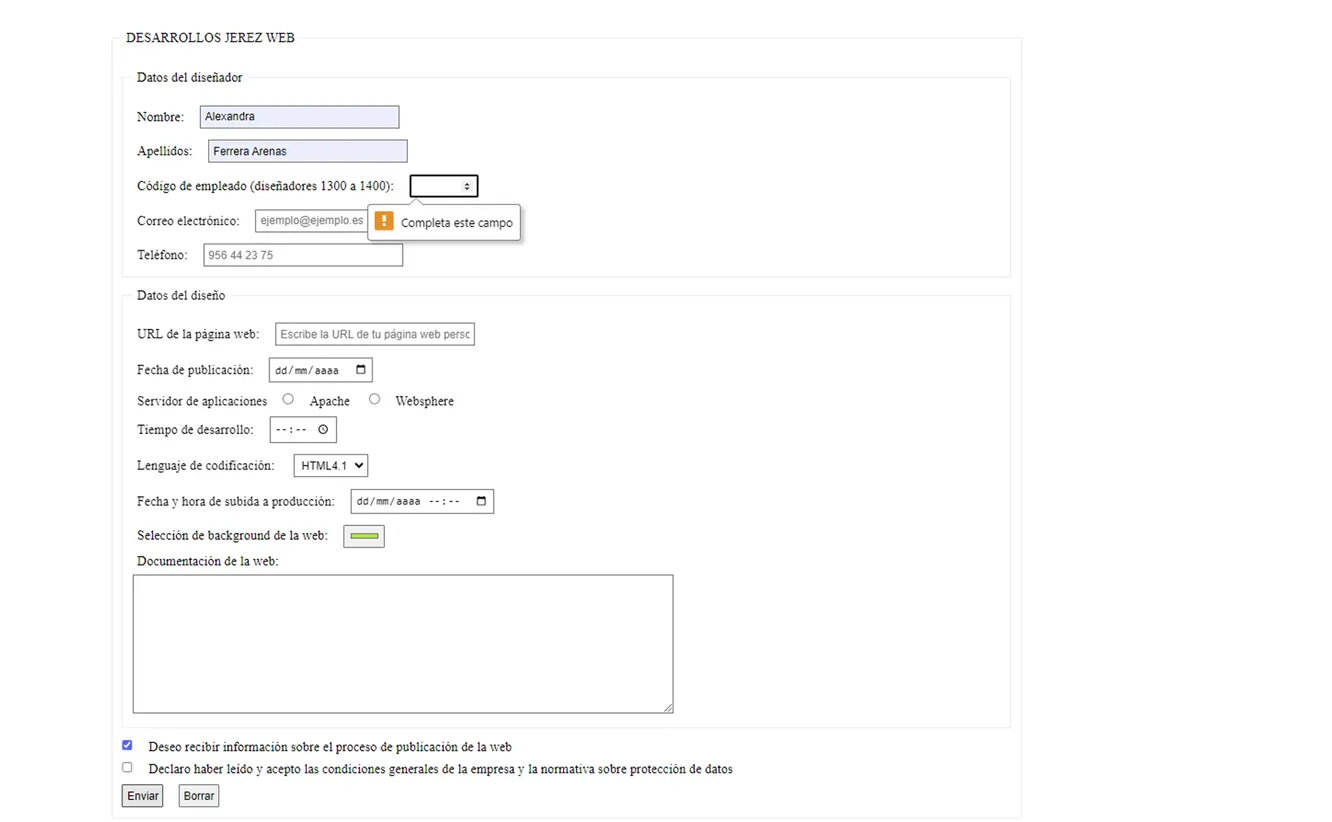 DESARROLLOS JEREZ WEB
Datos del diseñador
Nombre: Alexandra
Apellidos: Ferrera Arenas
Código de empleado (diseñadores 1300 a 1400):
Correo electrónico: ejemplo@ejemplo.es
! Completa este campo
Teléfono: 956 44 23 75
Datos del diseño
URL de la página web: Escribe la URL de tu página web perso
Fecha de publicación: dd/mm/aaaa
Servidor de aplicaciones Apache Websphere
Tiempo de desarrollo: --:--
Lenguaje de codificación: HTML4.1
Fecha y hora de subida a producción: dd/mm/aaaa --:--
Selección de background de la web:
Documentación de la web:
Deseo recibir información sobre el proceso de publicación de la web
Declaro haber leído y acepto las condiciones generales de la empresa y la normativa sobre protección de datos
Enviar Borrar